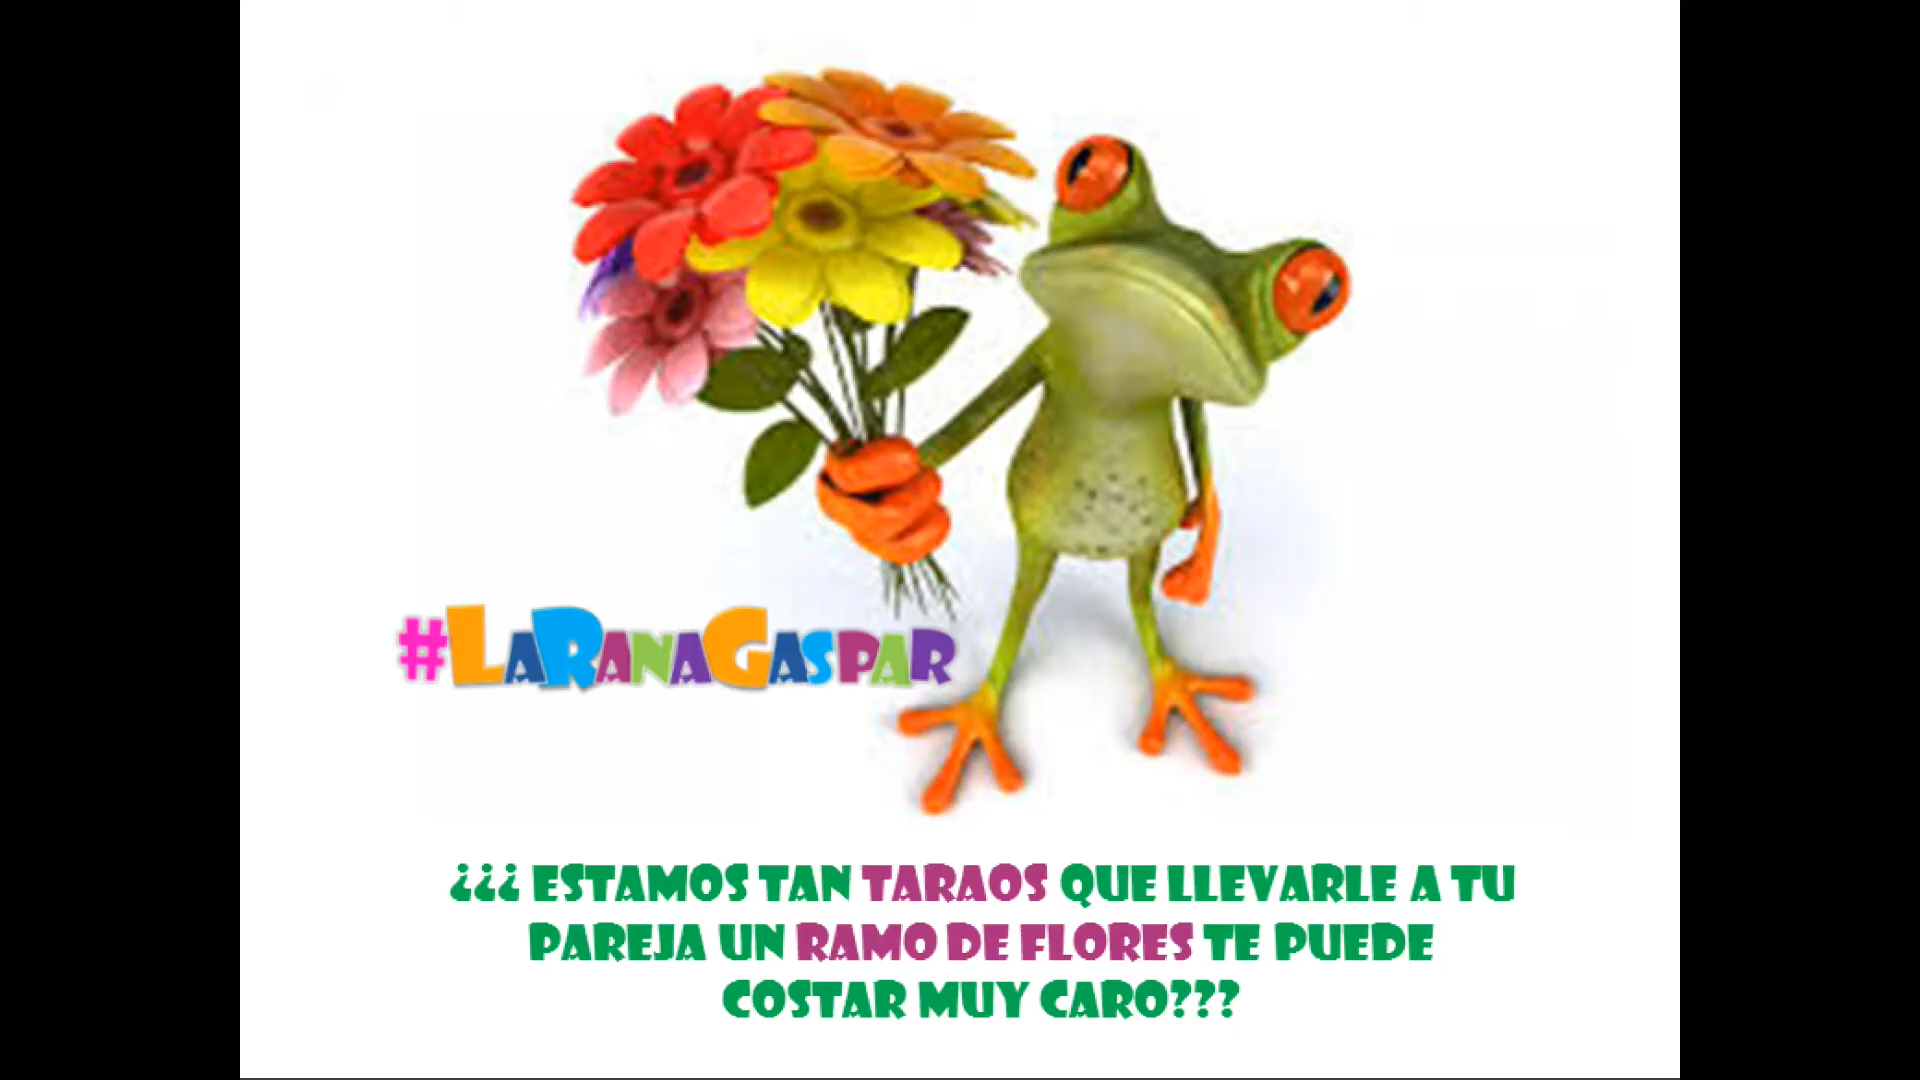 #LaRanaGaspar
¿¿¿ ESTAMOS TAN TARAOS QUE LLEVARLE A TU
PAREJA UN RAMO DE FLORES TE PUEDE
COSTAR MUY CARO???